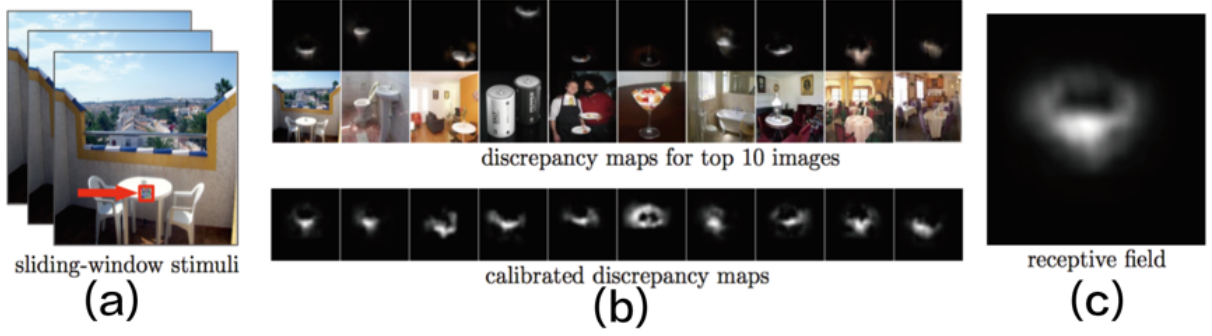 discrepancy maps for top 10 images
sliding-window stimuli
calibrated discrepancy maps
receptive field
(a)
(b)
(c)